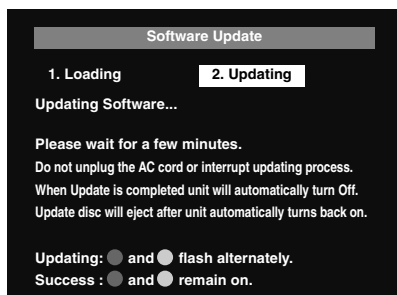 Software Update
1. Loading 2. Updating
Updating Software...
Please wait for a few minutes.
Do not unplug the AC cord or interrupt updating process.
When Update is completed unit will automatically turn Off.
Update disc will eject after unit automatically turns back on.
Updating: and flash alternately.
Success : and remain on.